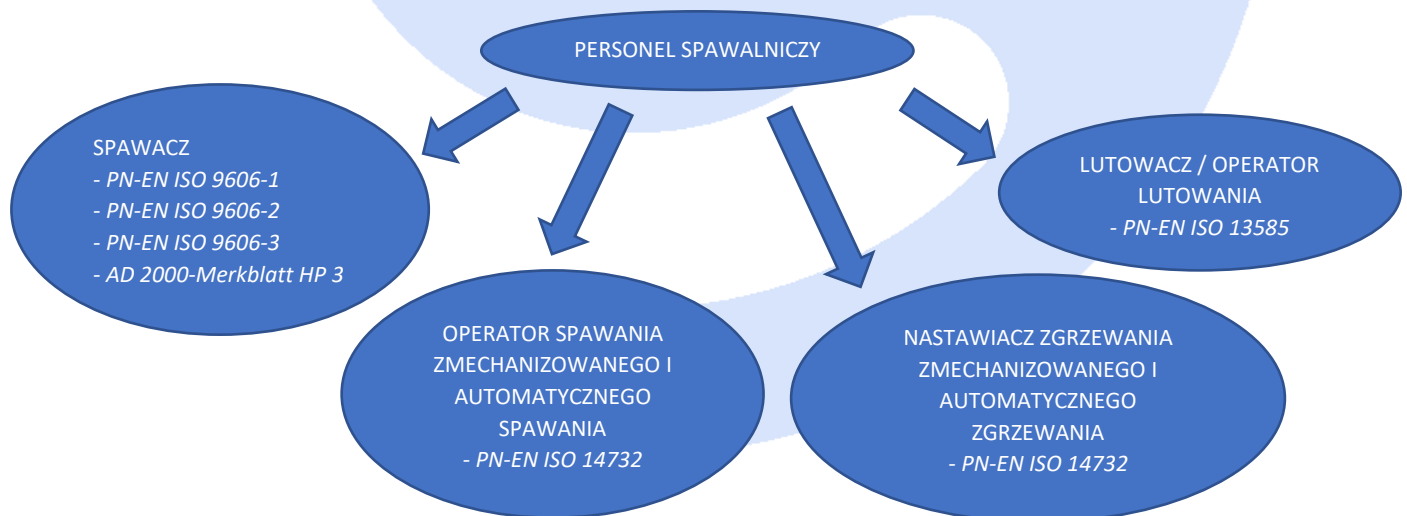 PERSONEL SPAWALNICZY
SPAWACZ
- PN-EN ISO 9606-1
- PN-EN ISO 9606-2
- PN-EN ISO 9606-3
- AD 2000-Merkblatt HP 3
LUTOWACZ / OPERATOR
LUTOWANIA
- PN-EN ISO 13585
OPERATOR SPAWANIA
ZMECHANIZOWANEGO I
AUTOMATYCZNEGO
SPAWANIA
- PN-EN ISO 14732
NASTAWIACZ ZGRZEWANIA
ZMECHANIZOWANEGO I
AUTOMATYCZNEGO
ZGRZEWANIA
- PN-EN ISO 14732